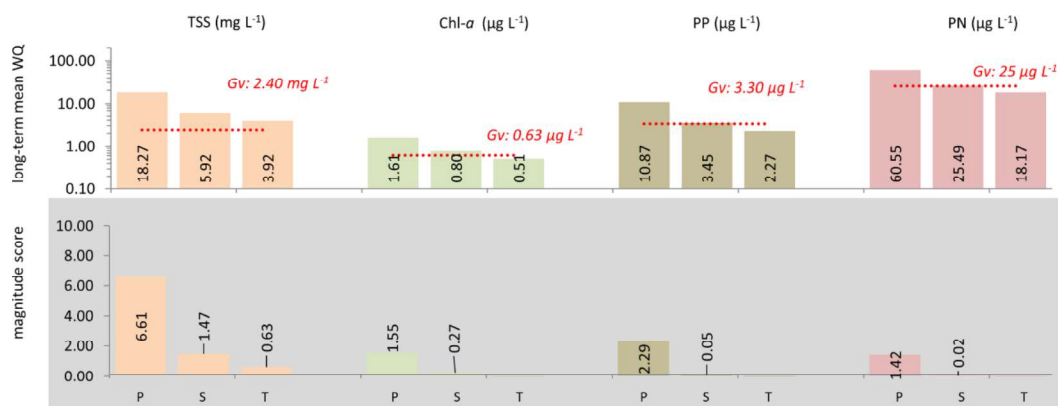 TSS (mg L⁻¹) Chl-a (µg L⁻¹) PP (µg L⁻¹) PN (µg L⁻¹)
long-term mean WQ
100.00
10.00
1.00
0.10
Gv: 2.40 mg L⁻¹
Gv: 0.63 µg L⁻¹
Gv: 3.30 µg L⁻¹
Gv: 25 µg L⁻¹
18.27 5.92 3.92 1.61 0.80 0.51 10.87 3.45 2.27 60.55 25.49 18.17
magnitude score
10.00
8.00
6.00
4.00
2.00
0.00
6.61 1.47 0.63 1.55 0.27 2.29 0.05 1.42 0.02
P S T P S T P S T P S T